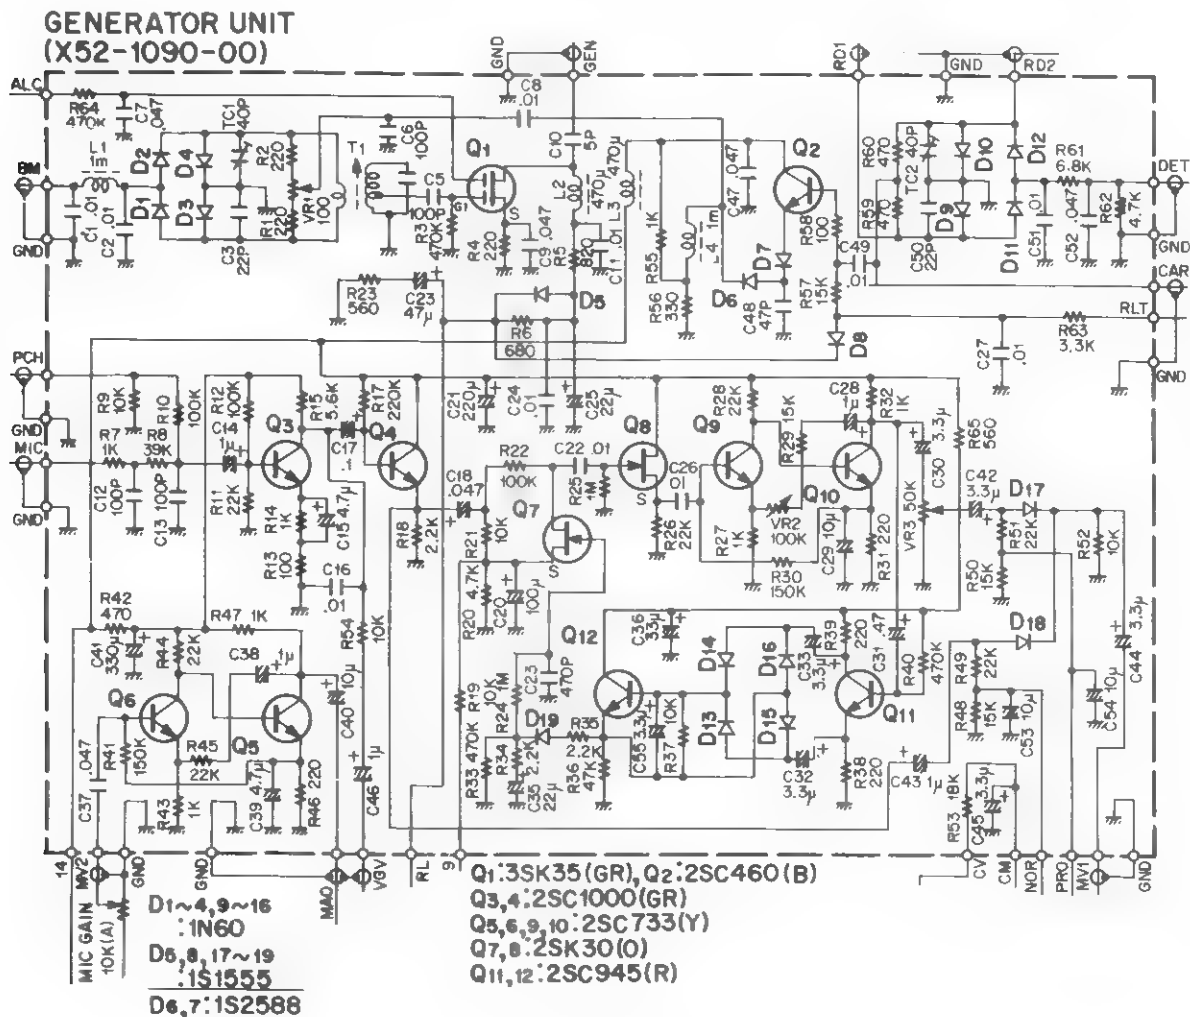 GENERATOR UNIT
(X52-1090-00)
GND
GEN
RD1
GND
RD2
ALC
R64
470K
C7
.047
TC1
40P
C8
.01
C10
5P
L1
1m
D2
D4
R2
220
C6
100P
T1
Q1
470μ
C47
.047
Q2
R60
470
TC2
40P
D10
D12
R61
6.8K
DET
BM
C1
.01
C2
.01
D1
D3
C3
22P
R1
220
VR1
100
C5
100P
G1
R3
470K
R4
220
S
C9
.047
L2
470μ
L3
R5
820
C11
.01
R55
1K
L4
1m
R58
100
R59
470
C50
22P
D9
D11
C51
.01
C52
.047
R62
4.7K
GND
GND
R23
560
C23
47μ
D5
R6
680
R56
330
D6
D7
C48
47P
R57
15K
C49
.01
D8
CAR
RLT
R63
3.3K
C27
.01
GND
PCH
R9
10K
R10
100K
R12
100K
R15
5.6K
R17
220K
C21
220μ
C24
.01
C25
22μ
R28
22K
R29
15K
C28
1μ
R32
1K
GND
MIC
R7
1K
R8
39K
C14
1μ
Q3
C17
.1
Q4
R22
100K
C22
.01
Q8
Q9
Q10
C30
3.3μ
R65
560
C42
3.3μ
D17
C12
100P
C13
100P
R11
22K
R14
1K
C15
4.7μ
R18
2.2K
C18
.047
Q7
R25
1M
S
C26
.01
R26
22K
R27
1K
VR2
100K
C29
10μ
R31
220
VR3
50K
R51
22K
R52
10K
GND
R13
100
C16
.01
R21
10K
S
R30
150K
R50
15K
R42
470
R47
1K
R54
10K
R20
4.7K
C20
100μ
Q12
C36
33μ
D14
D16
C33
3.3μ
R39
220
C31
.47
R40
470K
D18
C44
3.3μ
C41
330μ
R44
22K
C38
1μ
C40
10μ
R19
10K
R24
1M
C23
470P
R49
22K
C54
10μ
Q6
Q5
R33
470K
R34
2.2K
D19
R35
2.2K
C55
3.3μ
R37
10K
D13
D15
Q11
R48
15K
C53
10μ
C37
.047
R41
150K
R45
22K
C39
4.7μ
R46
220
C46
1μ
C35
22μ
R36
47K
C32
3.3μ
R38
220
C43
1μ
R43
1K
R53
18K
C45
3.3μ
14
MV2
GND
GND
MAO
VGV
RL
9
CV
CM
NOR
PRO
MV1
GND
MIC GAIN
10K(A)
D1~4,9~16
:1N60
D5,8,17~19
:1S1555
D6,7:1S2588
Q1:3SK35(GR),Q2:2SC460(B)
Q3,4:2SC1000(GR)
Q5,6,9,10:2SC733(Y)
Q7,8:2SK30(O)
Q11,12:2SC945(R)